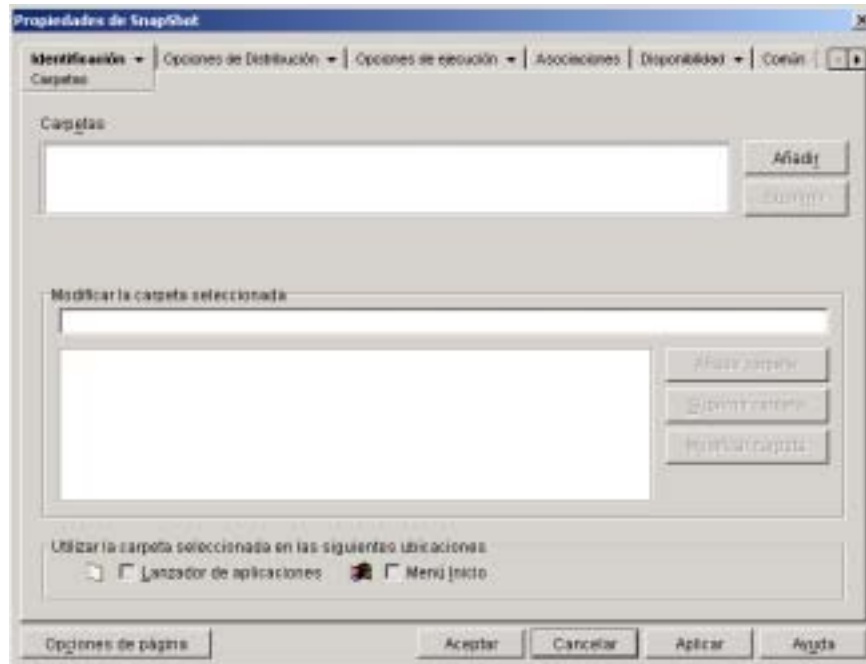 Propiedades de SnapShot
Identificación
Opciones de Distribución
Opciones de ejecución
Asociaciones
Disponibilidad
Común
Carpetas
Carpetas
Añadir
Suprimir
Modificar la carpeta seleccionada
Añadir carpeta
Suprimir carpeta
Modificar carpeta
Utilizar la carpeta seleccionada en las siguientes ubicaciones
Lanzador de aplicaciones
Menú Inicio
Opciones de página
Aceptar
Cancelar
Aplicar
Ayuda